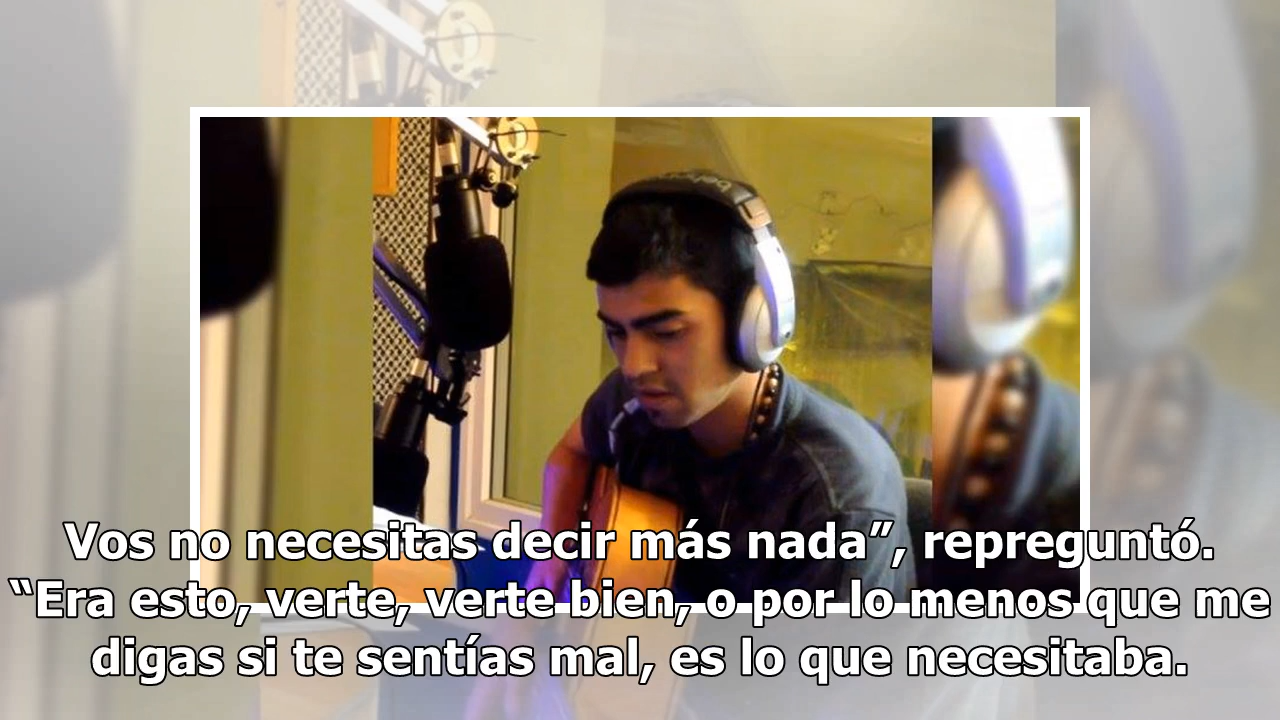 Vos no necesitas decir más nada”, repreguntó.
“Era esto, verte, verte bien, o por lo menos que me
digas si te sentías mal, es lo que necesitaba.